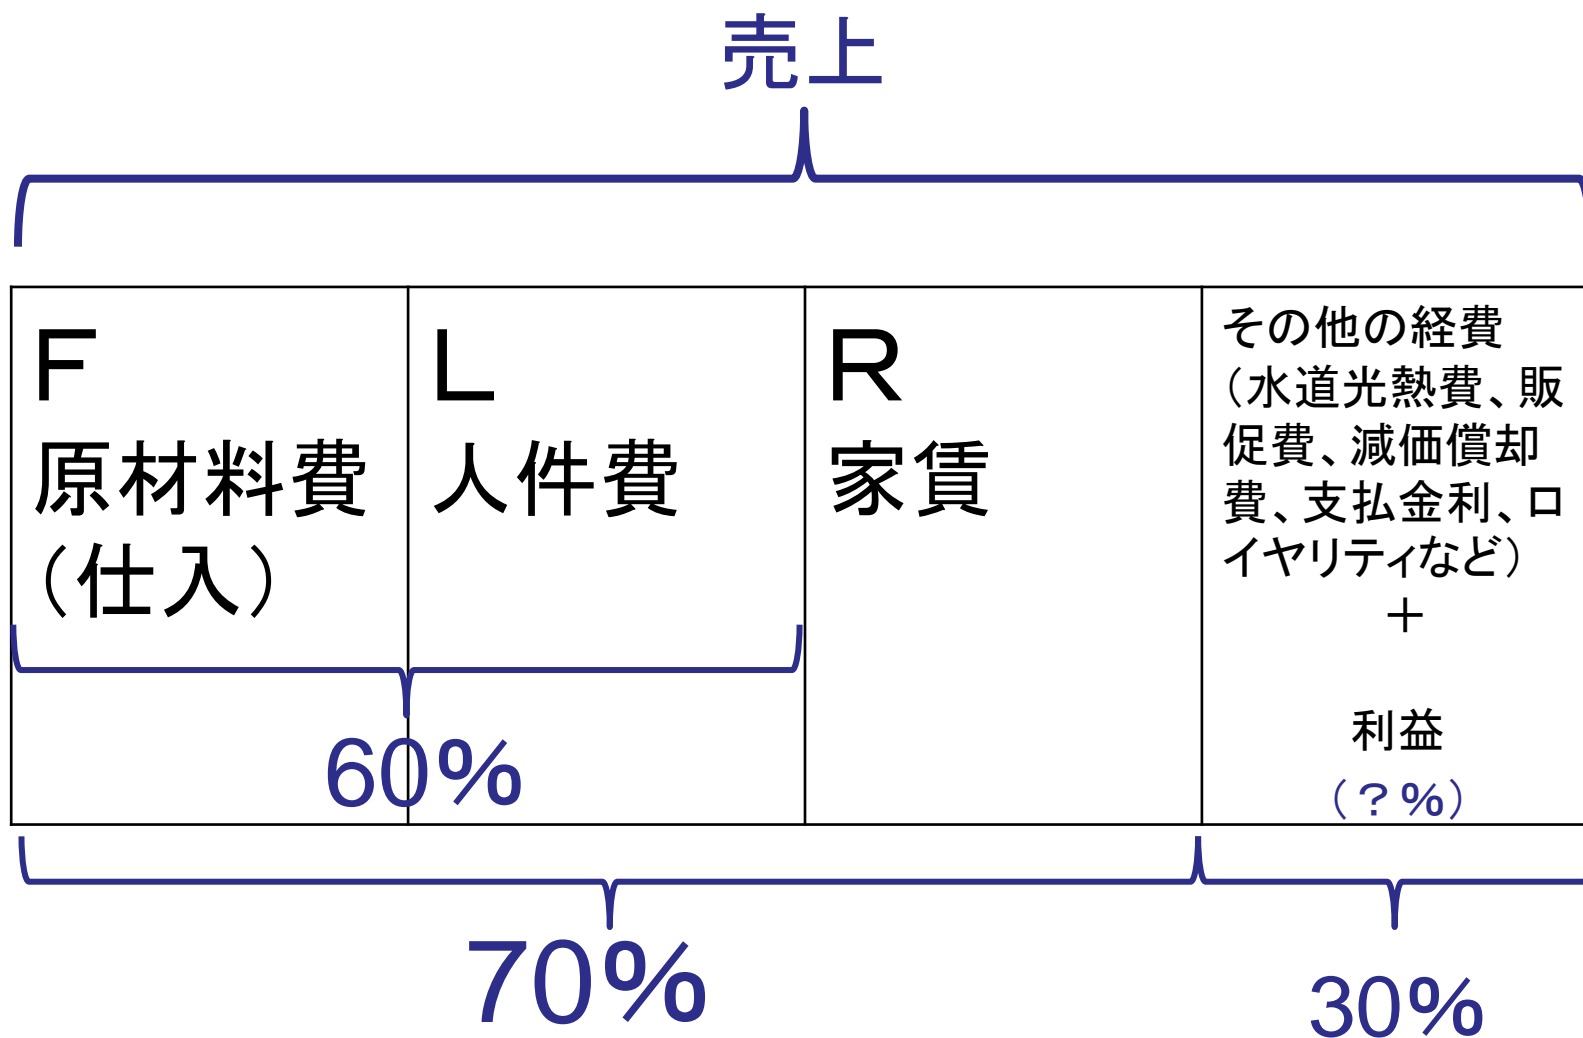 売上
F
原材料費
（仕入）
L
人件費
R
家賃
その他の経費
（水道光熱費、販
促費、減価償却
費、支払金利、ロ
イヤリティなど）
＋
利益
（？％）
60%
70%
30%